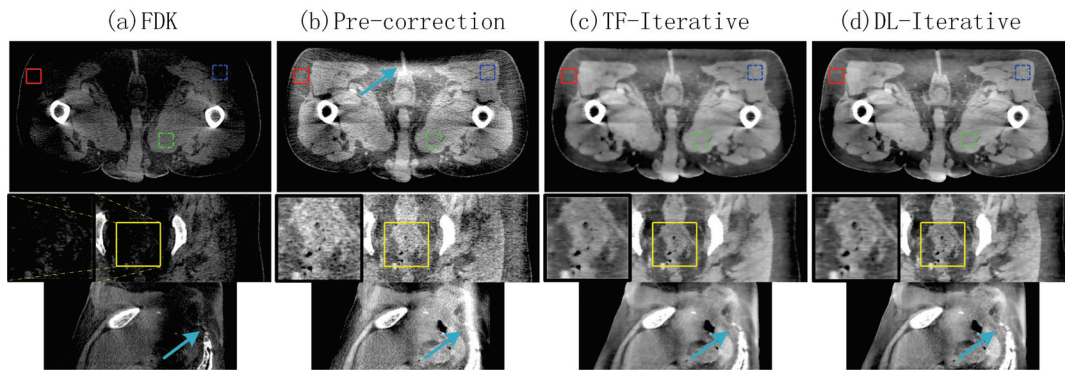 (a)FDK
(b)Pre-correction
(c)TF-Iterative
(d)DL-Iterative